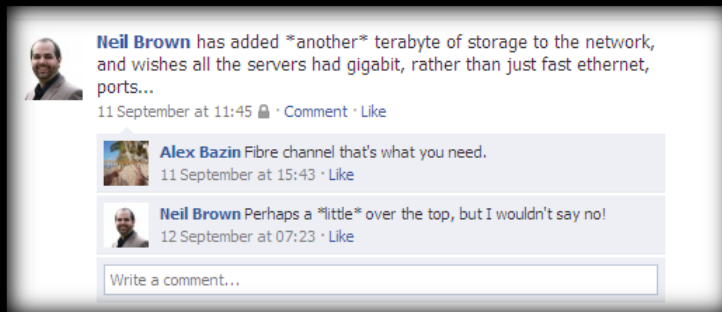 Neil Brown has added *another* terabyte of storage to the network,
and wishes all the servers had gigabit, rather than just fast ethernet,
ports...
11 September at 11:45 · Comment · Like
Alex Bazin Fibre channel that's what you need.
11 September at 15:43 · Like
Neil Brown Perhaps a *little* over the top, but I wouldn't say no!
12 September at 07:23 · Like
Write a comment...